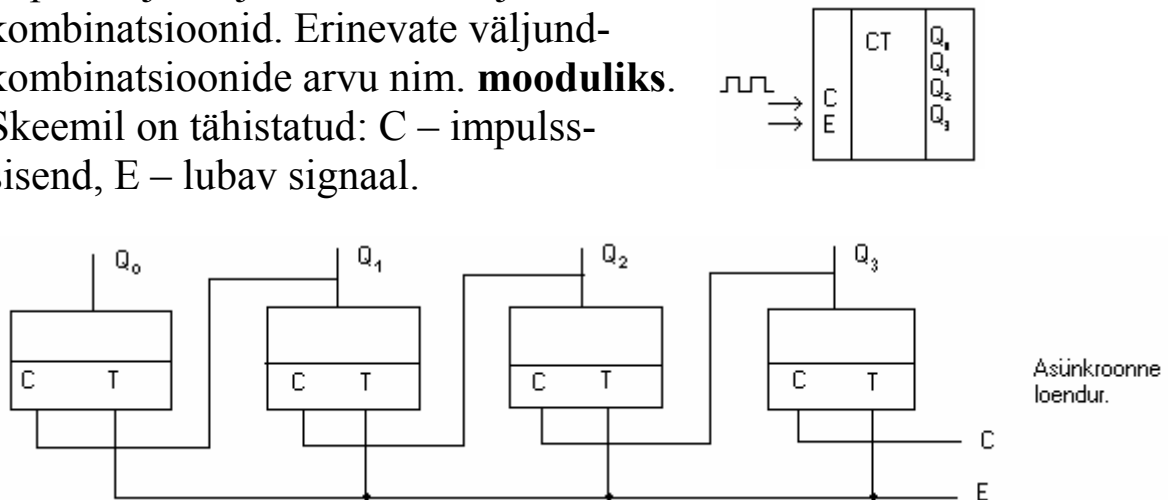 kombinatsioonid. Erinevate väljund-
kombinatsioonide arvu nim. mooduliks.
Skeemil on tähistatud: C – impulss-
sisend, E – lubav signaal.
CT
C
E
Q₀
Q₁
Q₂
Q₃
Q₀ Q₁ Q₂ Q₃
C T C T C T C T
Asünkroonne
loendur.
C
E